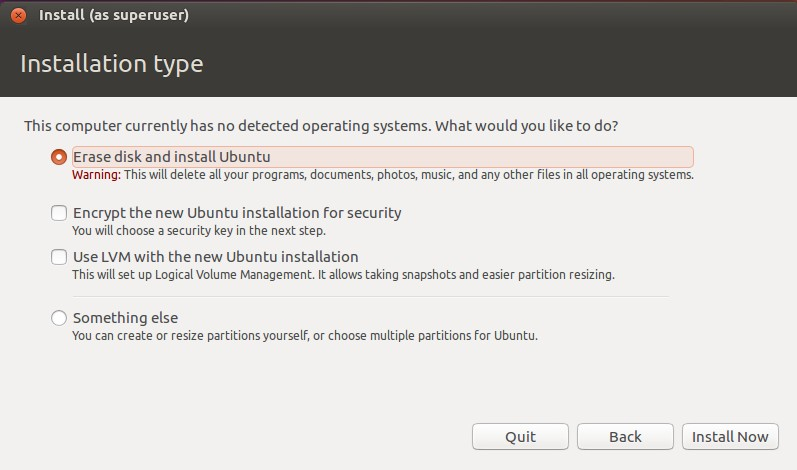 Install (as superuser)
Installation type
This computer currently has no detected operating systems. What would you like to do?
Erase disk and install Ubuntu
Warning: This will delete all your programs, documents, photos, music, and any other files in all operating systems.
Encrypt the new Ubuntu installation for security
You will choose a security key in the next step.
Use LVM with the new Ubuntu installation
This will set up Logical Volume Management. It allows taking snapshots and easier partition resizing.
Something else
You can create or resize partitions yourself, or choose multiple partitions for Ubuntu.
Quit Back Install Now